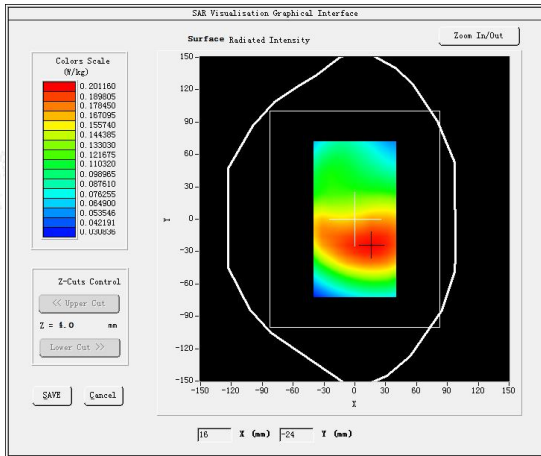 SAR Visualisation Graphical Interface
Surface Radiated Intensity
Zoom In/Out
Colors Scale
(W/kg)
0.201160
0.189805
0.178450
0.167095
0.155740
0.144385
0.133030
0.121675
0.110320
0.098965
0.087610
0.076255
0.064900
0.053546
0.042191
0.030836
Z-Cuts Control
<< Upper Cut
mm
Lower Cut >>
SAVE
Cancel
150
120
90
60
30
0
-30
-60
-90
-120
-150
Y
-150 -120 -90 -60 -30 0 30 60 90 120 150
X
16 X (mm) -24 Y (mm)